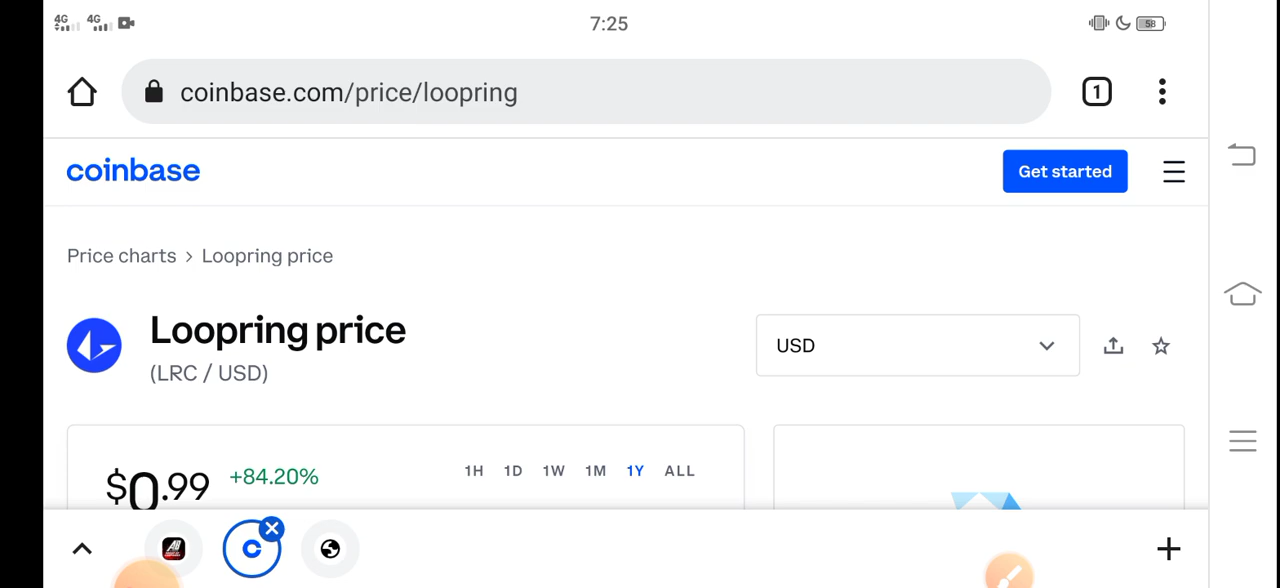 4G 4G 7:25 58
coinbase.com/price/loopring 1
coinbase Get started
Price charts > Loopring price
Loopring price
(LRC / USD)
USD
$0.99 +84.20% 1H 1D 1W 1M 1Y ALL